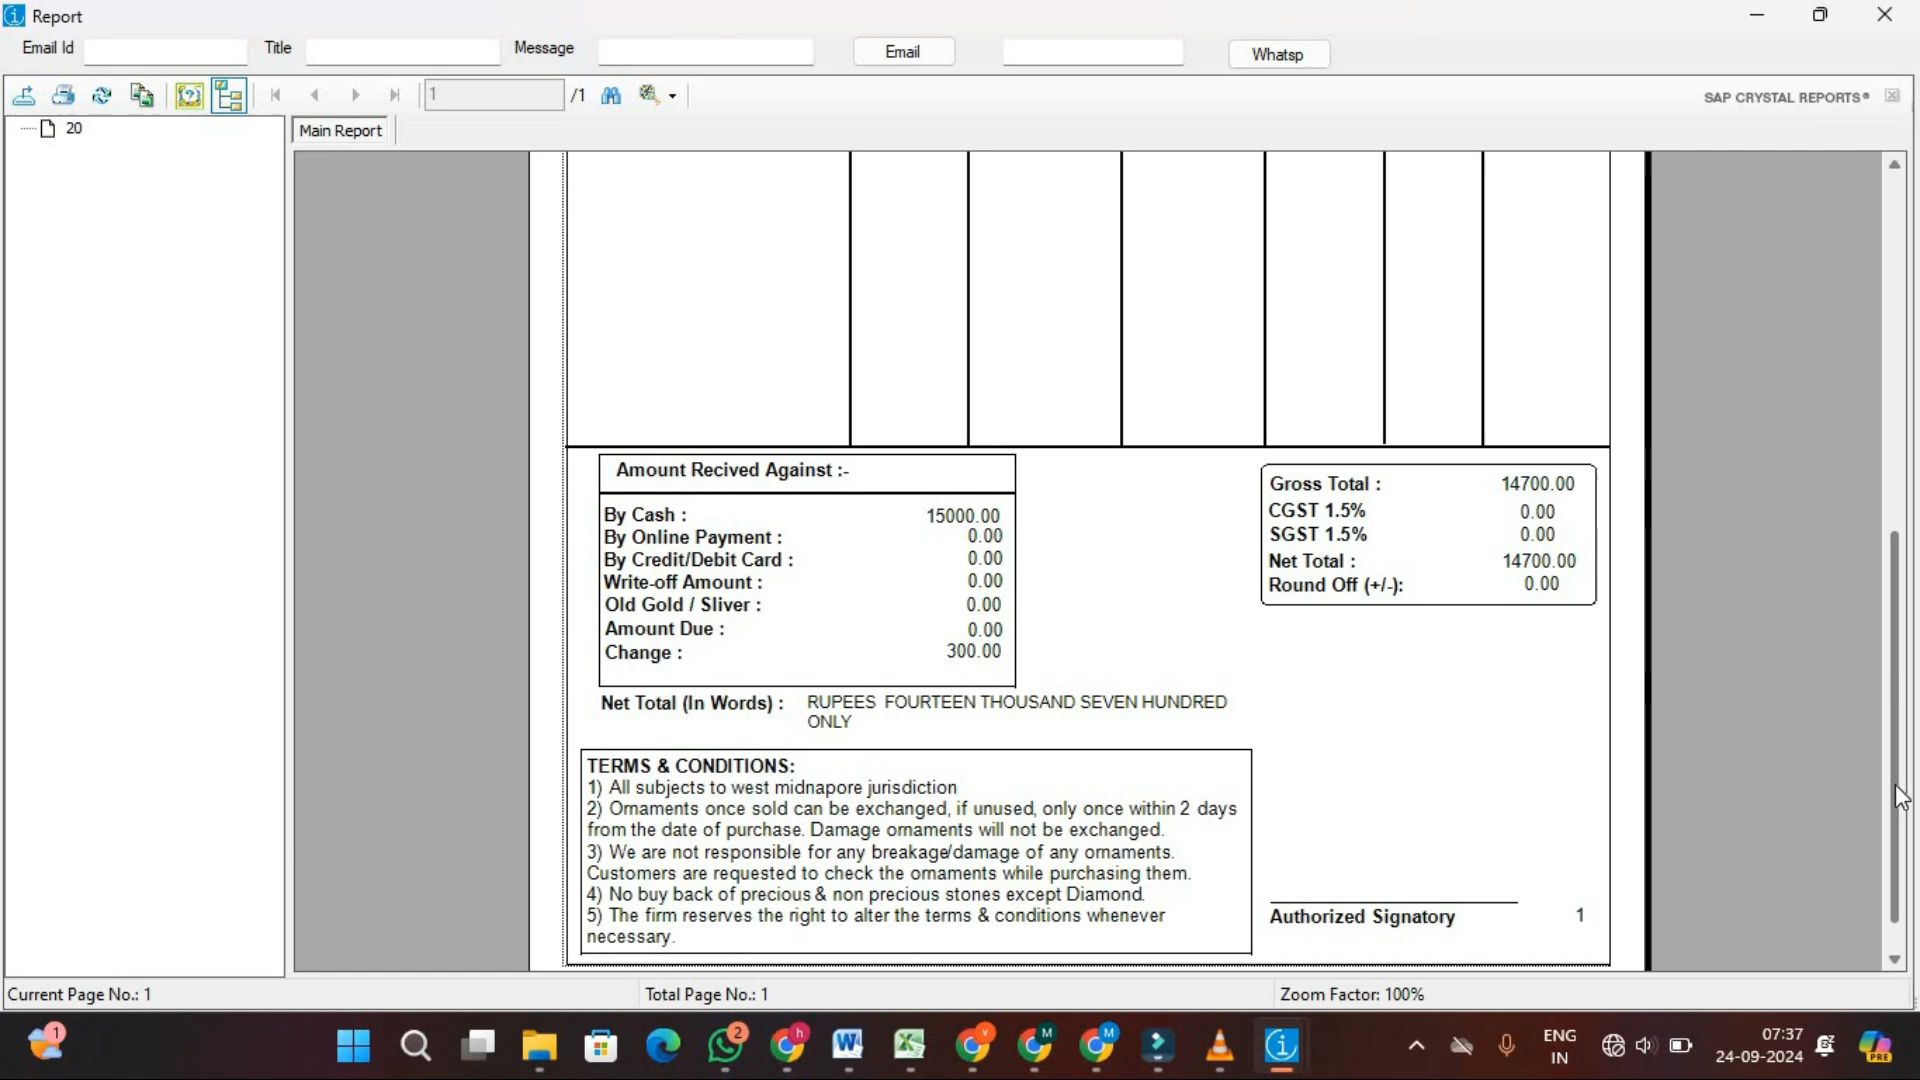 Report
Email Id Title Message Email Whatsp
1 /1 SAP CRYSTAL REPORTS®
20 Main Report
Amount Recived Against :-
By Cash : 15000.00
By Online Payment : 0.00
By Credit/Debit Card : 0.00
Write-off Amount : 0.00
Old Gold / Sliver : 0.00
Amount Due : 0.00
Change : 300.00
Gross Total : 14700.00
CGST 1.5% 0.00
SGST 1.5% 0.00
Net Total : 14700.00
Round Off (+/-): 0.00
Net Total (In Words) : RUPEES FOURTEEN THOUSAND SEVEN HUNDRED
ONLY
TERMS & CONDITIONS:
1) All subjects to west midnapore jurisdiction
2) Ornaments once sold can be exchanged, if unused, only once within 2 days
from the date of purchase. Damage ornaments will not be exchanged.
3) We are not responsible for any breakage/damage of any ornaments.
Customers are requested to check the ornaments while purchasing them.
4) No buy back of precious & non precious stones except Diamond.
5) The firm reserves the right to alter the terms & conditions whenever
necessary.
Authorized Signatory 1
Current Page No.: 1 Total Page No.: 1 Zoom Factor: 100%
1 2 h V M M ENG 07:37
IN 24-09-2024 PRE